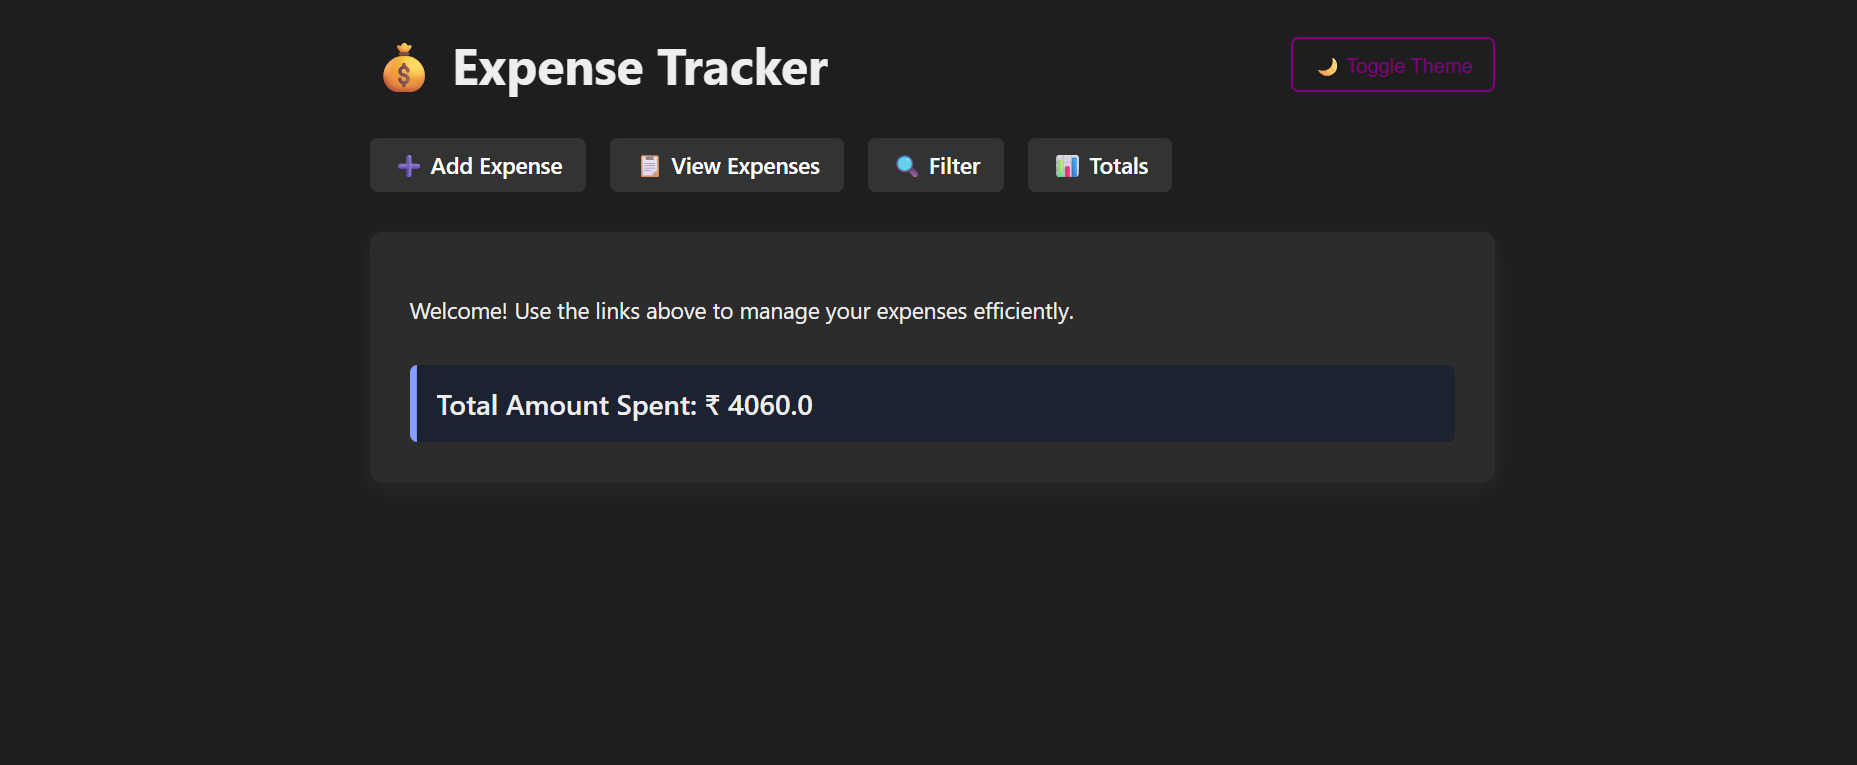 Expense Tracker
Toggle Theme
Add Expense
View Expenses
Filter
Totals
Welcome! Use the links above to manage your expenses efficiently.
Total Amount Spent: ₹ 4060.0